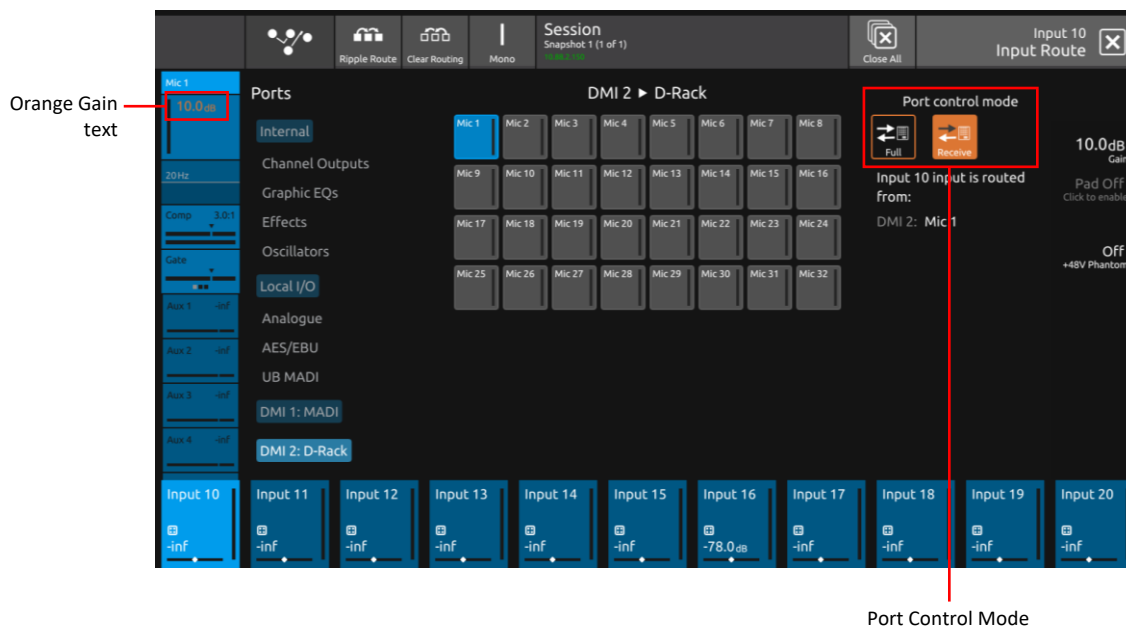 Session
Snapshot 1 (1 of 1)
10.88.2.150
Ripple Route
Clear Routing
Mono
Close All
Input 10
Input Route
Orange Gain
text
Mic 1
10.0dB
20Hz
Comp 3.0:1
Gate
Aux 1 -inf
Aux 2 -inf
Aux 3 -inf
Aux 4 -inf
Ports
Internal
Channel Outputs
Graphic EQs
Effects
Oscillators
Local I/O
Analogue
AES/EBU
UB MADI
DMI 1: MADI
DMI 2: D-Rack
DMI 2 ► D-Rack
Mic 1 Mic 2 Mic 3 Mic 4 Mic 5 Mic 6 Mic 7 Mic 8
Mic 9 Mic 10 Mic 11 Mic 12 Mic 13 Mic 14 Mic 15 Mic 16
Mic 17 Mic 18 Mic 19 Mic 20 Mic 21 Mic 22 Mic 23 Mic 24
Mic 25 Mic 26 Mic 27 Mic 28 Mic 29 Mic 30 Mic 31 Mic 32
Port control mode
Full Receive
Input 10 input is routed
from:
DMI 2: Mic 1
10.0dB
Gain
Pad Off
Click to enable
Off
+48V Phantom
Input 10 Input 11 Input 12 Input 13 Input 14 Input 15 Input 16 Input 17 Input 18 Input 19 Input 20
-inf -inf -inf -inf -inf -inf -78.0dB -inf -inf -inf -inf
Port Control Mode